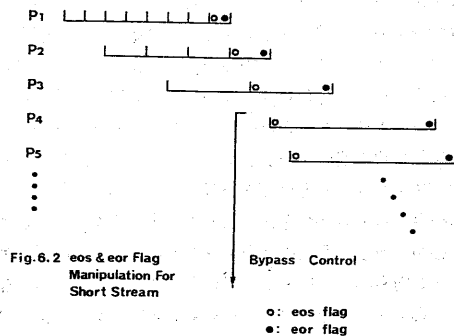 P1
P2
P3
P4
P5
Fig.6.2 eos & eor Flag
Manipulation For
Short Stream
Bypass Control
o: eos flag
●: eor flag